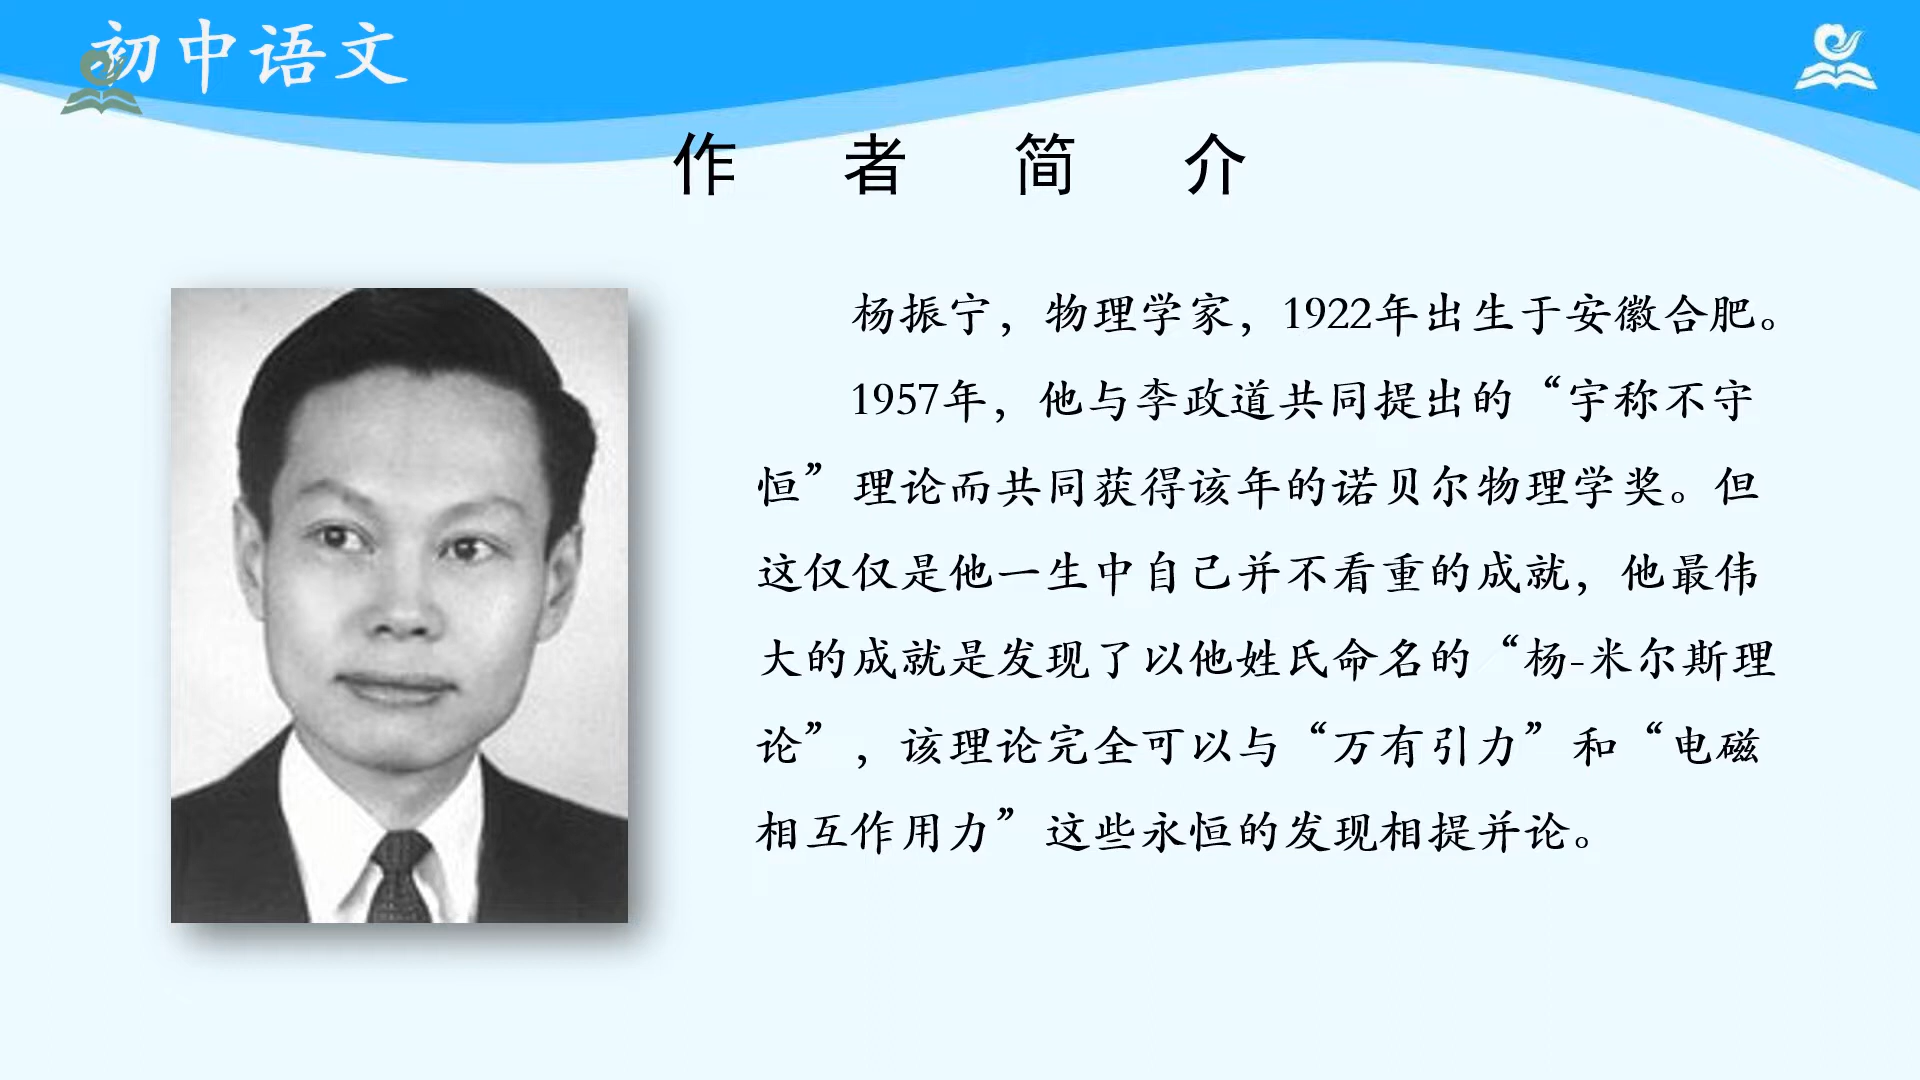 初中语文
作者简介
杨振宁，物理学家，1922年出生于安徽合肥。
1957年，他与李政道共同提出的“宇称不守
恒”理论而共同获得该年的诺贝尔物理学奖。但
这仅仅是他一生中自己并不看重的成就，他最伟
大的成就是发现了以他姓氏命名的“杨-米尔斯理
论”，该理论完全可以与“万有引力”和“电磁
相互作用力”这些永恒的发现相提并论。